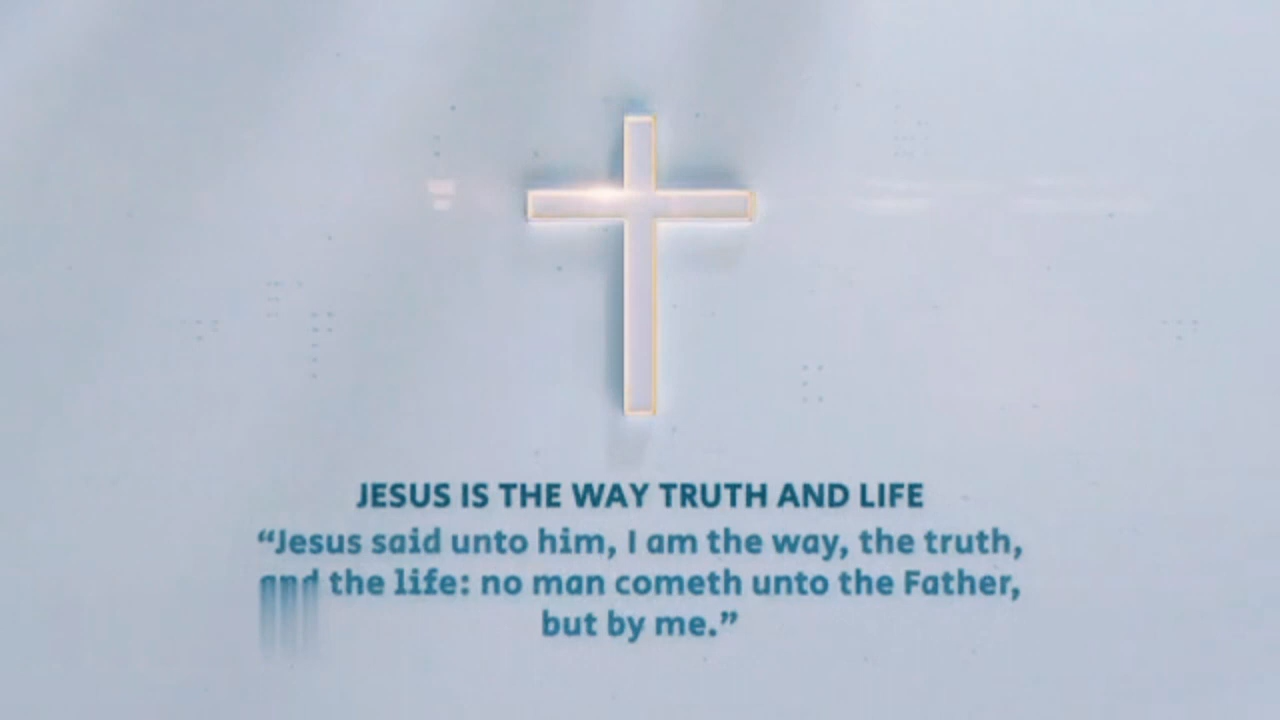 JESUS IS THE WAY TRUTH AND LIFE
“Jesus said unto him, I am the way, the truth,
and the life: no man cometh unto the Father,
but by me.”